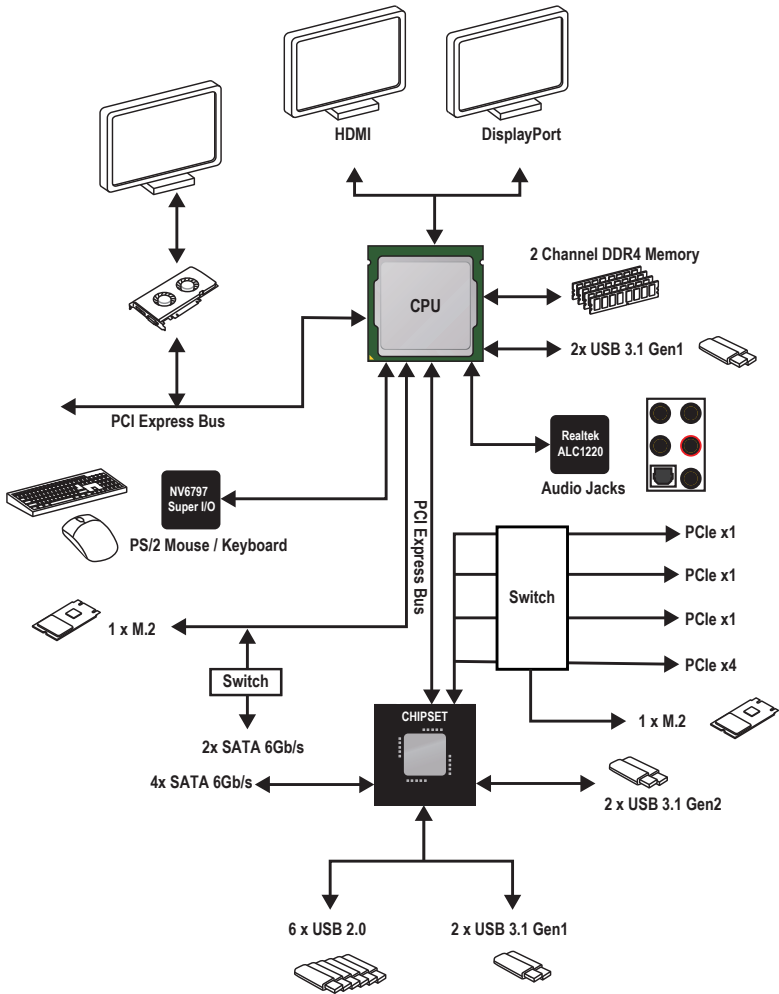 HDMI
DisplayPort
2 Channel DDR4 Memory
CPU
2x USB 3.1 Gen1
PCI Express Bus
Realtek
ALC1220
Audio Jacks
NV6797
Super I/O
PS/2 Mouse / Keyboard
PCI Express Bus
PCIe x1
PCIe x1
Switch
PCIe x1
PCIe x4
1 x M.2
Switch
CHIPSET
1 x M.2
2x SATA 6Gb/s
4x SATA 6Gb/s
2 x USB 3.1 Gen2
6 x USB 2.0
2 x USB 3.1 Gen1